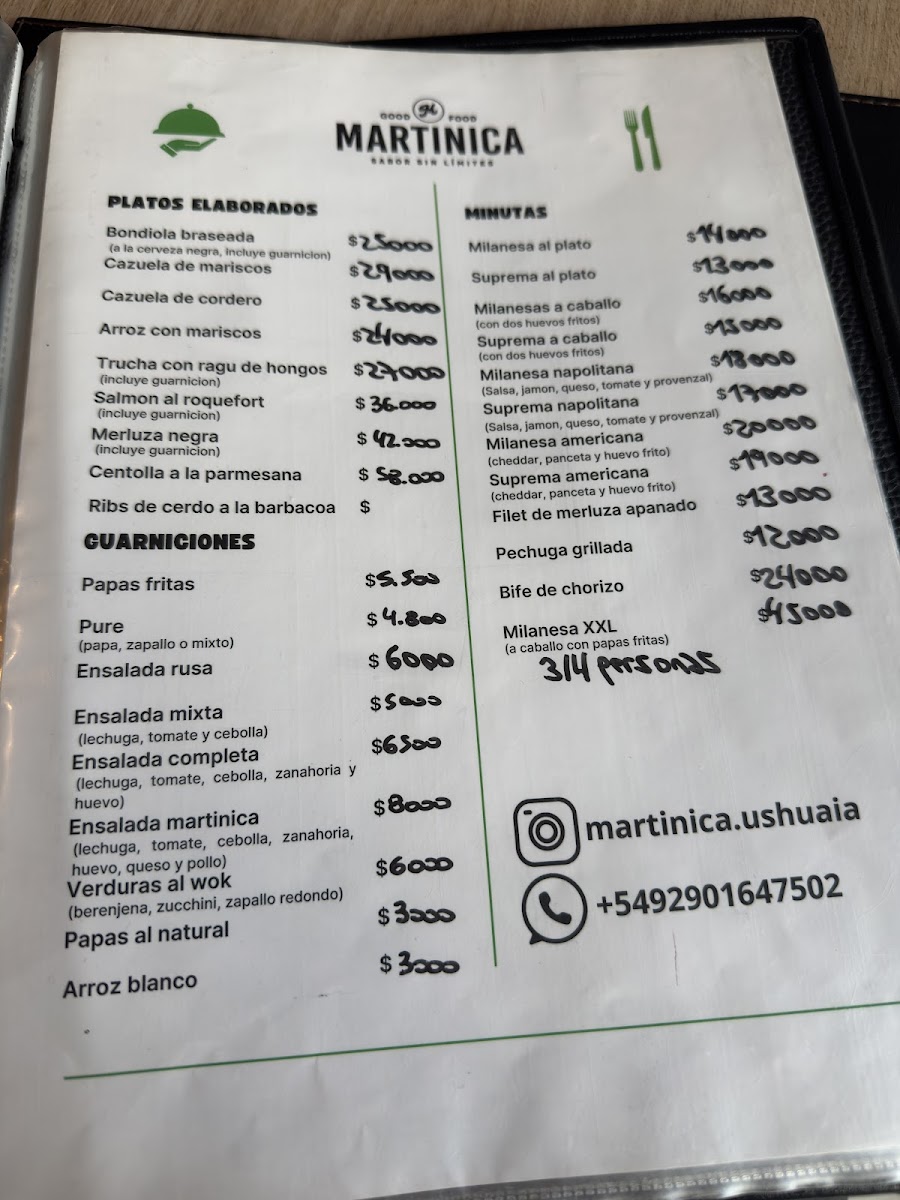 GOOD FOOD
MARTINICA
SABOR SIN LÍMITES
PLATOS ELABORADOS
Bondiola braseada $25000
(a la cerveza negra, incluye guarnicion)
Cazuela de mariscos $29000
Cazuela de cordero $25000
Arroz con mariscos $24000
Trucha con ragu de hongos $27000
(incluye guarnicion)
Salmon al roquefort $36.000
(incluye guarnicion)
Merluza negra $42.000
(incluye guarnicion)
Centolla a la parmesana $58.000
Ribs de cerdo a la barbacoa $
GUARNICIONES
Papas fritas $5.500
Pure $4.800
(papa, zapallo o mixto)
Ensalada rusa $6000
Ensalada mixta $5000
(lechuga, tomate y cebolla)
Ensalada completa $6500
(lechuga, tomate, cebolla, zanahoria y
huevo)
Ensalada martinica $8000
(lechuga, tomate, cebolla, zanahoria,
huevo, queso y pollo)
Verduras al wok $6000
(berenjena, zucchini, zapallo redondo)
Papas al natural $3000
Arroz blanco $3000
MINUTAS
Milanesa al plato $14000
Suprema al plato $13000
Milanesas a caballo $16000
(con dos huevos fritos)
Suprema a caballo $15000
(con dos huevos fritos)
Milanesa napolitana $18000
(Salsa, jamon, queso, tomate y provenzal)
Suprema napolitana $17000
(Salsa, jamon, queso, tomate y provenzal)
Milanesa americana $20000
(cheddar, panceta y huevo frito)
Suprema americana $19000
(cheddar, panceta y huevo frito)
Filet de merluza apanado $13000
Pechuga grillada $12000
Bife de chorizo $24000
Milanesa XXL $45000
(a caballo con papas fritas)
3/4 personas
martinica.ushuaia
+5492901647502